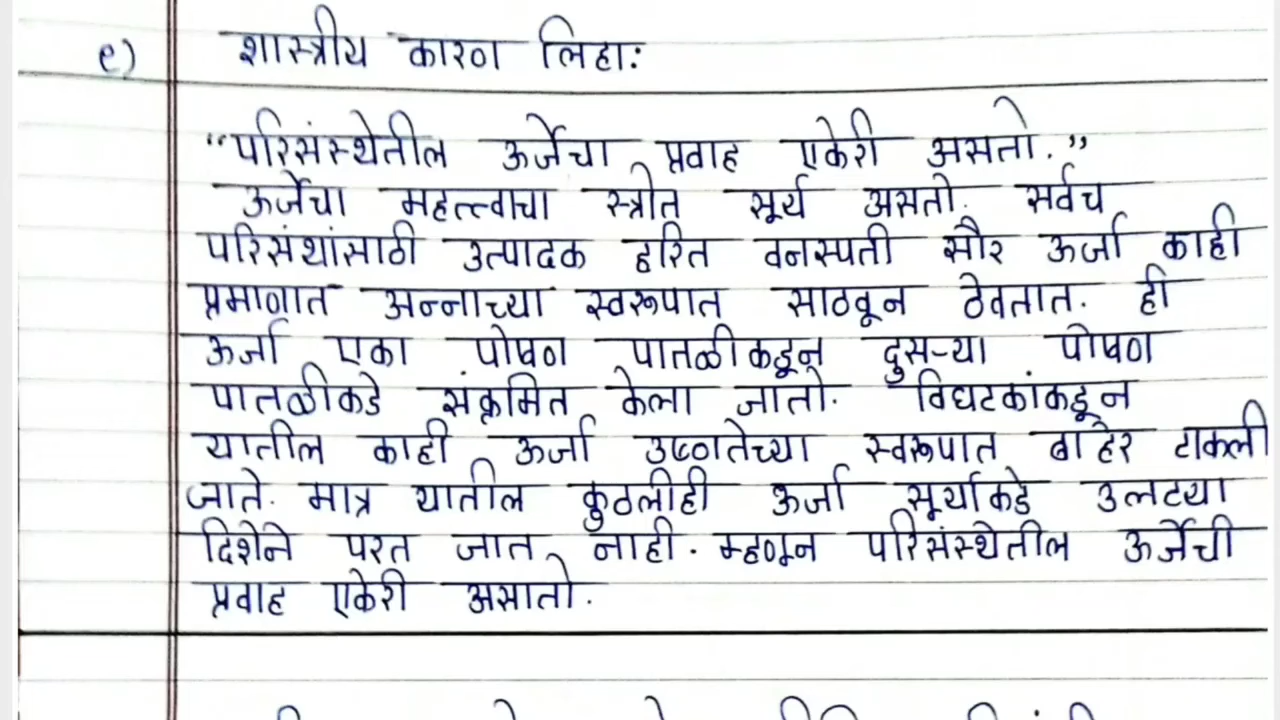 e) शास्त्रीय कारण लिहा:
"परिसंस्थेतील ऊर्जेचा प्रवाह एकेरी असतो."
ऊर्जेचा महत्त्वाचा स्त्रोत सूर्य असतो. सर्वच
परिसंथांसाठी उत्पादक हरित वनस्पती सौर ऊर्जा काही
प्रमाणात अन्नाच्या स्वरूपात साठवून ठेवतात. ही
ऊर्जा एका पोषण पातळीकडून दुसऱ्या पोषण
पातळीकडे संक्रमित केला जातो. विघटकांकडून
यातील काही ऊर्जा उष्णतेच्या स्वरूपात बाहेर टाकली
जाते. मात्र यातील कुठलीही ऊर्जा सूर्याकडे उलट्या
दिशेने परत जात नाही. म्हणून परिसंस्थेतील ऊर्जेची
प्रवाह एकेरी असातो.